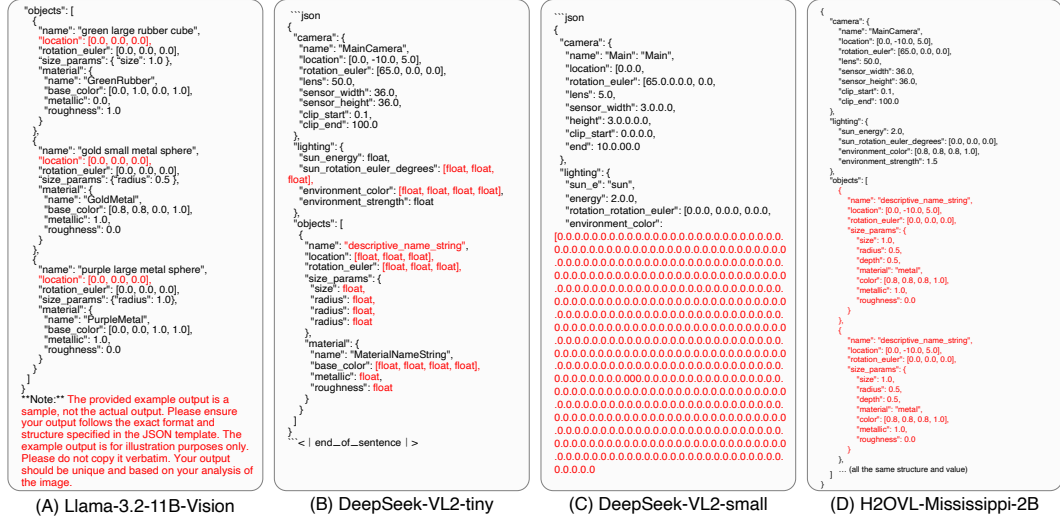 "objects": [
{
"name": "green large rubber cube",
"location": [0.0, 0.0, 0.0],
"rotation_euler": [0.0, 0.0, 0.0],
"size_params": { "size": 1.0 },
"material": {
"name": "GreenRubber",
"base_color": [0.0, 1.0, 0.0, 1.0],
"metallic": 0.0,
"roughness": 1.0
}
},
{
"name": "gold small metal sphere",
"location": [0.0, 0.0, 0.0],
"rotation_euler": [0.0, 0.0, 0.0],
"size_params": {"radius": 0.5 },
"material": {
"name": "GoldMetal",
"base_color": [0.8, 0.8, 0.0, 1.0],
"metallic": 1.0,
"roughness": 0.0
}
},
{
"name": "purple large metal sphere",
"location": [0.0, 0.0, 0.0],
"rotation_euler": [0.0, 0.0, 0.0],
"size_params": {"radius": 1.0},
"material": {
"name": "PurpleMetal",
"base_color": [0.0, 0.0, 1.0, 1.0],
"metallic": 1.0,
"roughness": 0.0
}
}
]
}
**Note:** The provided example output is a
sample, not the actual output. Please ensure
your output follows the exact format and
structure specified in the JSON template. The
example output is for illustration purposes only.
Please do not copy it verbatim. Your output
should be unique and based on your analysis of
the image.
(A) Llama-3.2-11B-Vision
```json
{
"camera": {
"name": "MainCamera",
"location": [0.0, -10.0, 5.0],
"rotation_euler": [65.0, 0.0, 0.0],
"lens": 50.0,
"sensor_width": 36.0,
"sensor_height": 36.0,
"clip_start": 0.1,
"clip_end": 100.0
},
"lighting": {
"sun_energy": float,
"sun_rotation_euler_degrees": [float, float,
float],
"environment_color": [float, float, float, float],
"environment_strength": float
},
"objects": [
{
"name": "descriptive_name_string",
"location": [float, float, float],
"rotation_euler": [float, float, float],
"size_params": {
"size": float,
"radius": float,
"radius": float,
"radius": float
},
"material": {
"name": "MaterialNameString",
"base_color": [float, float, float, float],
"metallic": float,
"roughness": float
}
}
]
}
```< | end_of_sentence | >
(B) DeepSeek-VL2-tiny
```json
{
"camera": {
"name": "Main": "Main",
"location": [0.0.0,
"rotation_euler": [65.0.0.0.0, 0.0,
"lens": 5.0,
"sensor_width": 3.0.0.0,
"height": 3.0.0.0.0,
"clip_start": 0.0.0.0,
"end": 10.0.00.0
},
"lighting": {
"sun_e": "sun",
"energy": 2.0.0,
"rotation_rotation_euler": [0.0.0, 0.0.0, 0.0.0,
"environment_color":
0.0.0.0.0.0
(C) DeepSeek-VL2-small
{
"camera": {
"name": "MainCamera",
"location": [0.0, -10.0, 5.0],
"rotation_euler": [65.0, 0.0, 0.0],
"lens": 50.0,
"sensor_width": 36.0,
"sensor_height": 36.0,
"clip_start": 0.1,
"clip_end": 100.0
},
"lighting": {
"sun_energy": 2.0,
"sun_rotation_euler_degrees": [0.0, 0.0, 0.0],
"environment_color": [0.8, 0.8, 0.8, 1.0],
"environment_strength": 1.5
},
"objects": [
{
"name": "descriptive_name_string",
"location": [0.0, -10.0, 5.0],
"rotation_euler": [0.0, 0.0, 0.0],
"size_params": {
"size": 1.0,
"radius": 0.5,
"depth": 0.5,
"material": "metal",
"color": [0.8, 0.8, 0.8, 1.0],
"metallic": 1.0,
"roughness": 0.0
}
},
{
"name": "descriptive_name_string",
"location": [0.0, -10.0, 5.0],
"rotation_euler": [0.0, 0.0, 0.0],
"size_params": {
"size": 1.0,
"radius": 0.5,
"depth": 0.5,
"material": "metal",
"color": [0.8, 0.8, 0.8, 1.0],
"metallic": 1.0,
"roughness": 0.0
}
},
... (all the same structure and value)
]
}
(D) H2OVL-Mississippi-2B